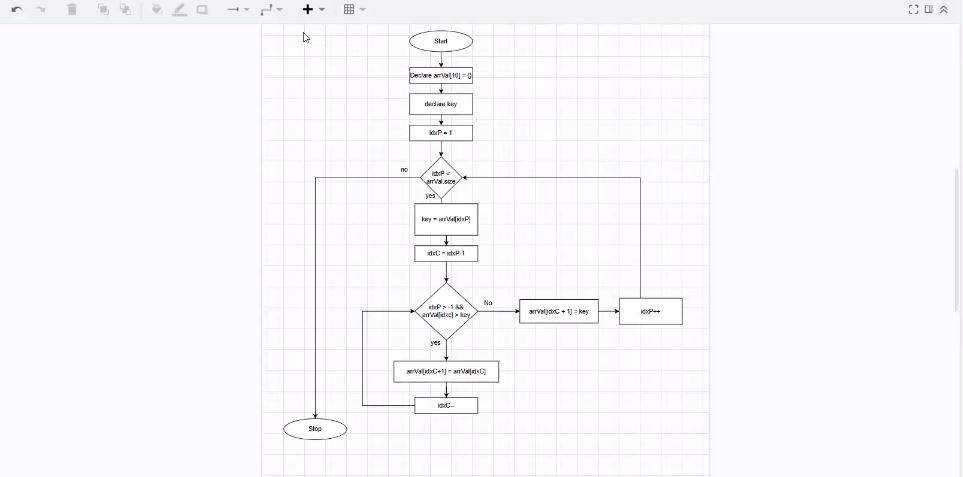 Start
Declare arrVal[10] = {}
declare key
idxP = 1
no
idxP <
arrVal.size
yes
key = arrVal[idxP]
idxC = idxP-1
idxP > -1 &&
arrVal[idxc] > key
No
arrVal[idxC + 1] = key
idxP++
yes
arrVal[idxC+1] = arrVal[idxC]
idxC--
Stop